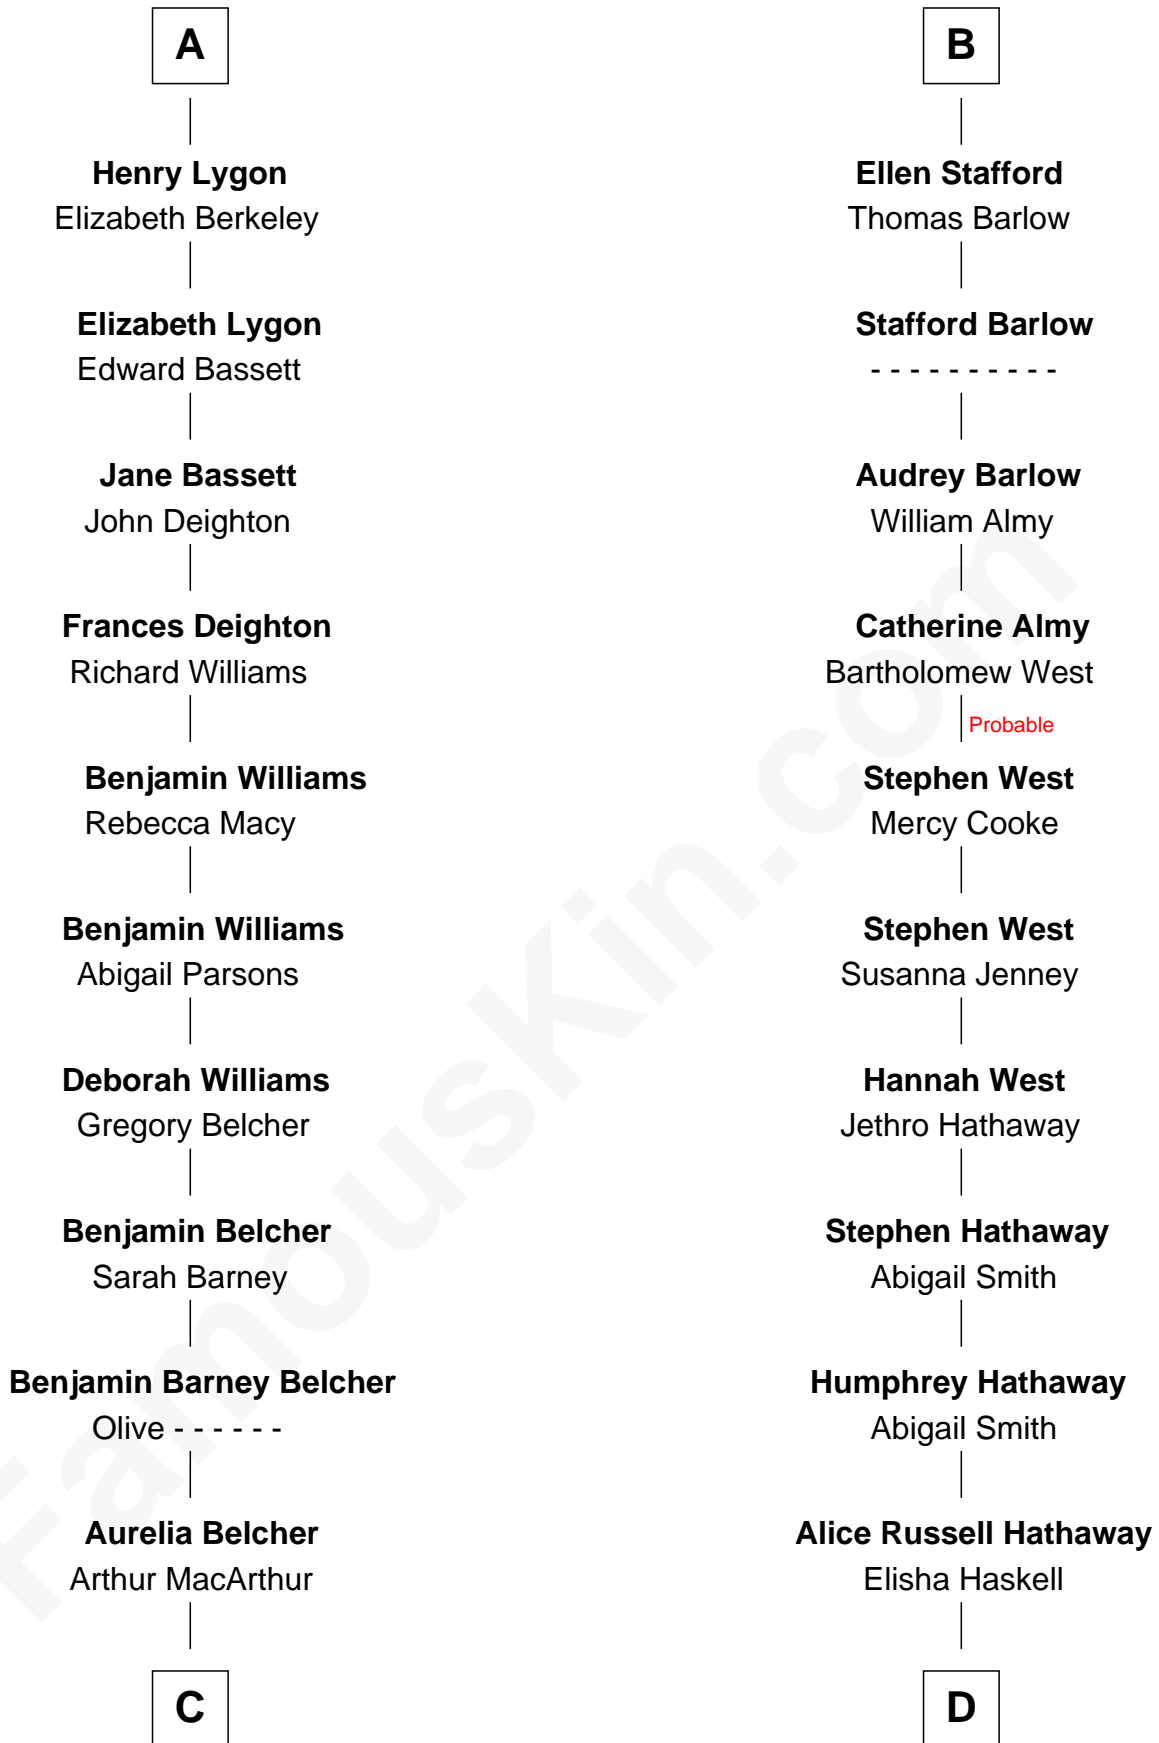 A
Henry Lygon
Elizabeth Berkeley
Elizabeth Lygon
Edward Bassett
Jane Bassett
John Deighton
Frances Deighton
Richard Williams
Benjamin Williams
Rebecca Macy
Benjamin Williams
Abigail Parsons
Deborah Williams
Gregory Belcher
Benjamin Belcher
Sarah Barney
Benjamin Barney Belcher
Olive - - - - - -
Aurelia Belcher
Arthur MacArthur
C
B
Ellen Stafford
Thomas Barlow
Stafford Barlow
- - - - - - - - - -
Audrey Barlow
William Almy
Catherine Almy
Bartholomew West
Probable
Stephen West
Mercy Cooke
Stephen West
Susanna Jenney
Hannah West
Jethro Hathaway
Stephen Hathaway
Abigail Smith
Humphrey Hathaway
Abigail Smith
Alice Russell Hathaway
Elisha Haskell
D
FamousKin.com